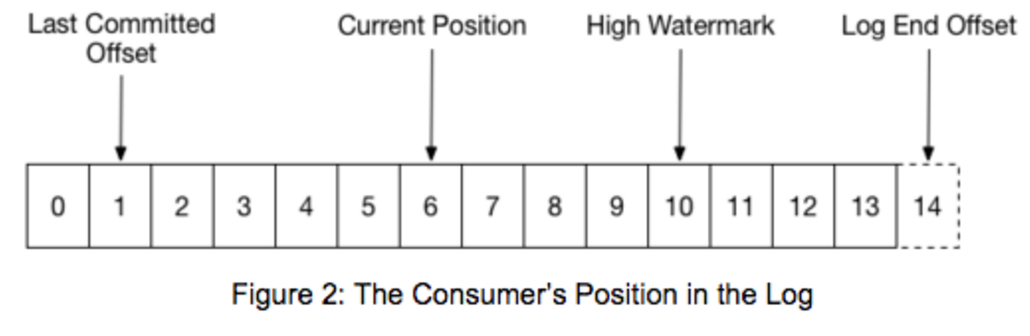 Last Committed Offset
Current Position
High Watermark
Log End Offset
0 1 2 3 4 5 6 7 8 9 10 11 12 13 14
Figure 2: The Consumer's Position in the Log